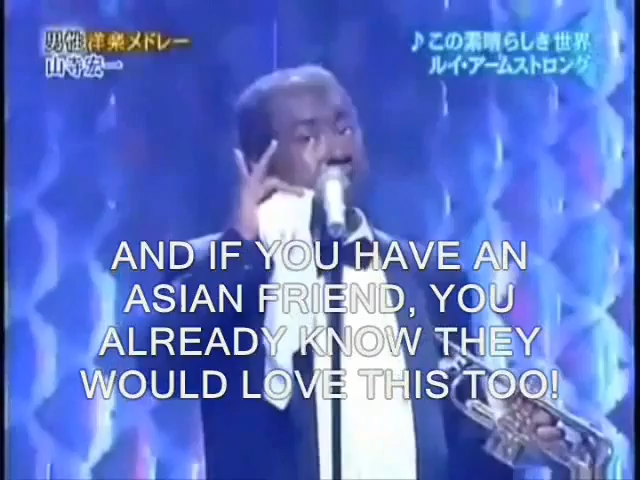 男性洋楽メドレー
山寺宏一
♪この素晴らしき世界
ルイ・アームストロング
AND IF YOU HAVE AN
ASIAN FRIEND, YOU
ALREADY KNOW THEY
WOULD LOVE THIS TOO!